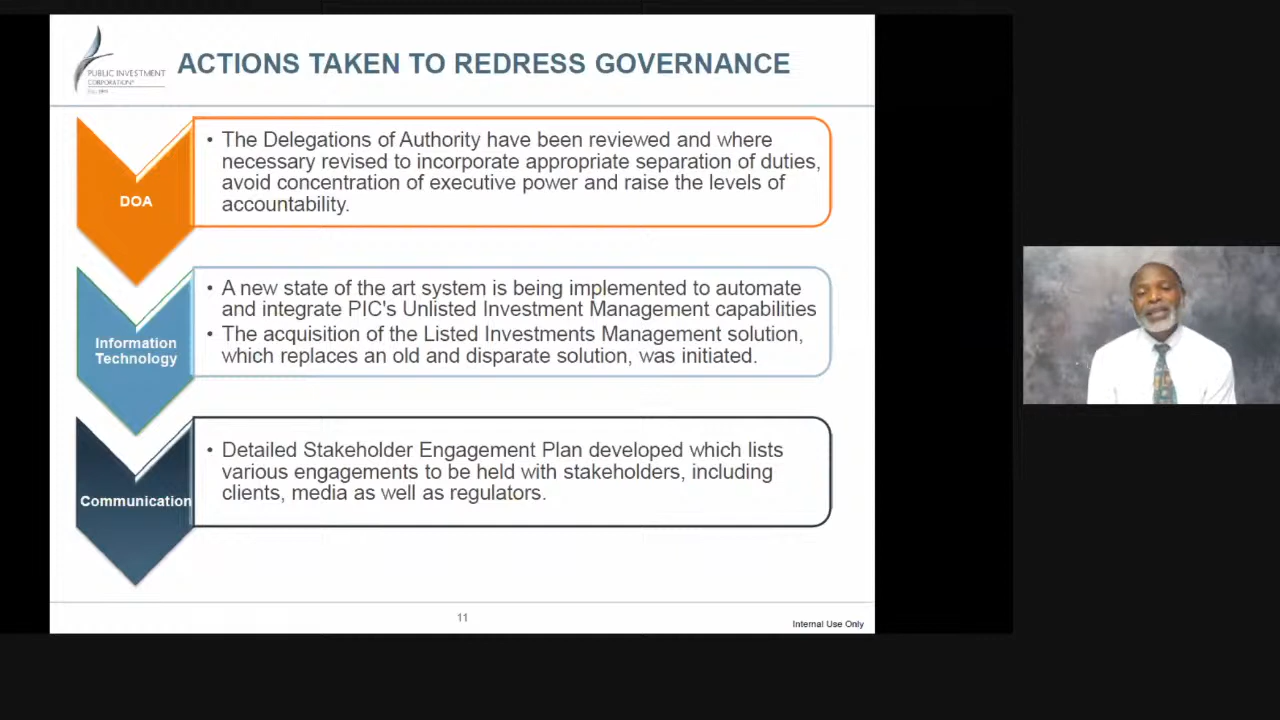 PUBLIC INVESTMENT
CORPORATION®
ACTIONS TAKEN TO REDRESS GOVERNANCE
DOA
• The Delegations of Authority have been reviewed and where
necessary revised to incorporate appropriate separation of duties,
avoid concentration of executive power and raise the levels of
accountability.
Information
Technology
• A new state of the art system is being implemented to automate
and integrate PIC's Unlisted Investment Management capabilities
• The acquisition of the Listed Investments Management solution,
which replaces an old and disparate solution, was initiated.
Communication
• Detailed Stakeholder Engagement Plan developed which lists
various engagements to be held with stakeholders, including
clients, media as well as regulators.
11
Internal Use Only